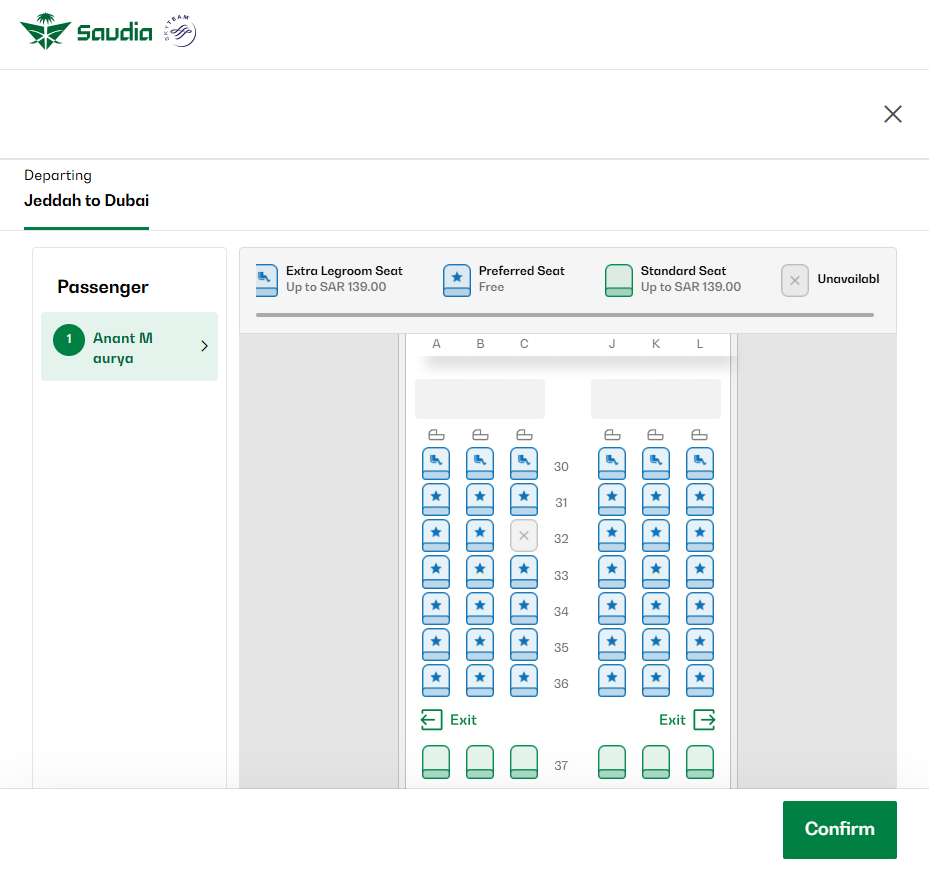 Saudia
SKYTEAM
Departing
Jeddah to Dubai
Passenger
1
Anant M
aurya
Extra Legroom Seat
Up to SAR 139.00
Preferred Seat
Free
Standard Seat
Up to SAR 139.00
Unavailabl
A B C J K L
30
31
32
33
34
35
36
Exit Exit
37
Confirm